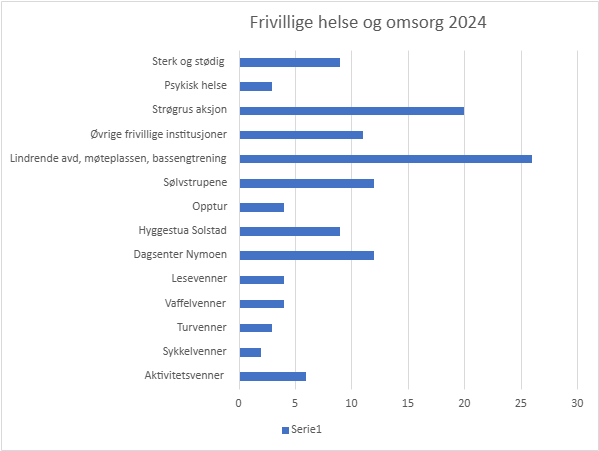 Frivillige helse og omsorg 2024
Sterk og stødig
Psykisk helse
Strøgrus aksjon
Øvrige frivillige institusjoner
Lindrende avd, møteplassen, bassengtrening
Sølvstrupene
Opptur
Hyggestua Solstad
Dagsenter Nymoen
Lesevenner
Vaffelvenner
Turvenner
Sykkelvenner
Aktivitetsvenner
0 5 10 15 20 25 30
Serie1